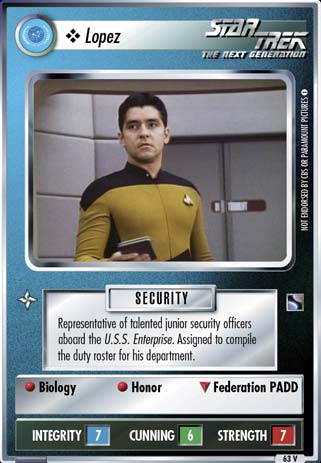 ❖ Lopez
STAR TREK
THE NEXT GENERATION
NOT ENDORSED BY CBS OR PARAMOUNT PICTURES
SECURITY
Representative of talented junior security officers
aboard the U.S.S. Enterprise. Assigned to compile
the duty roster for his department.
Biology
Honor
Federation PADD
INTEGRITY 7
CUNNING 6
STRENGTH 7
63 V